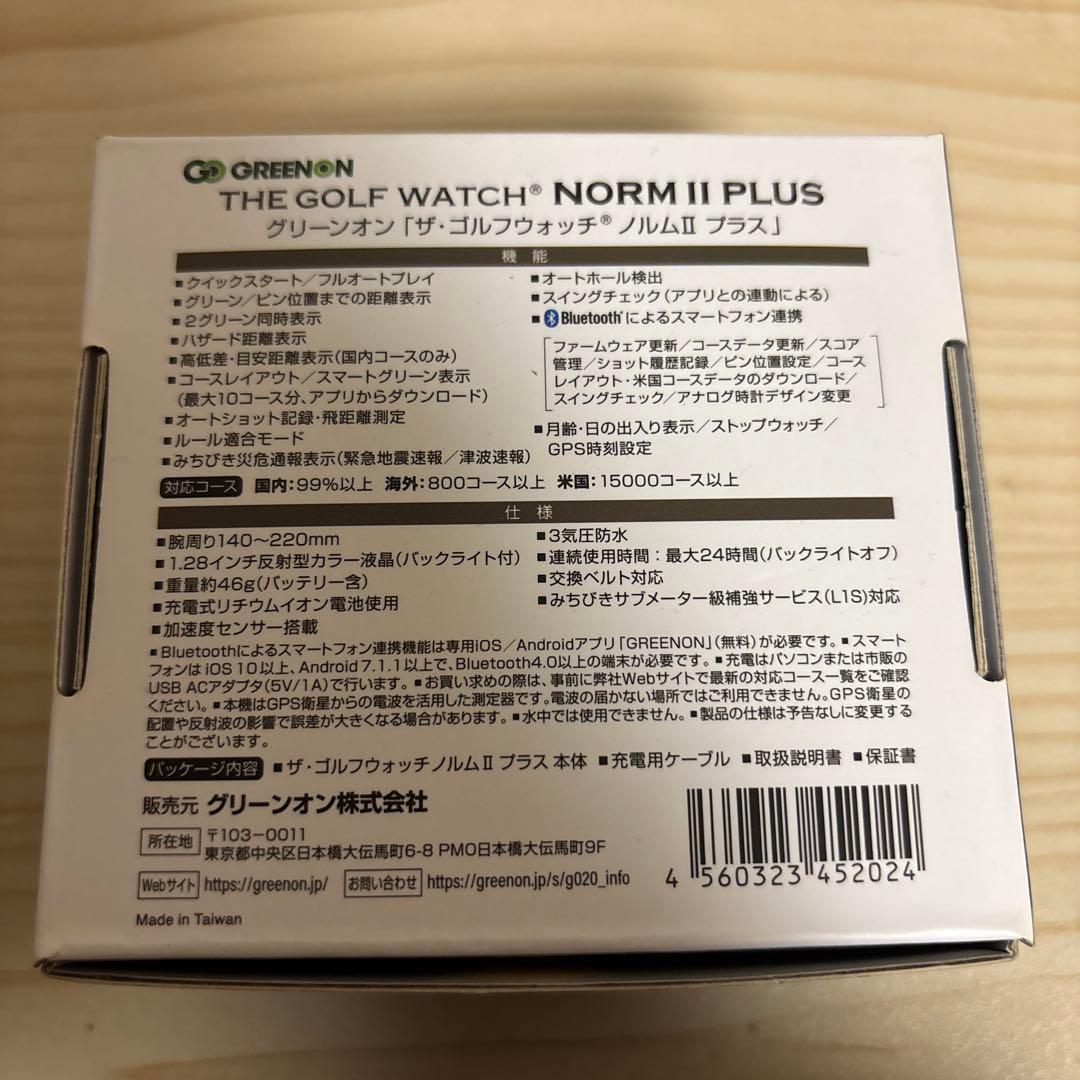 GREENON
THE GOLF WATCH® NORM II PLUS
グリーンオン「ザ・ゴルフウォッチ® ノルムⅡ プラス」
機能
■クイックスタート／フルオートプレイ
■グリーン／ピン位置までの距離表示
■2グリーン同時表示
■ハザード距離表示
■高低差・目安距離表示(国内コースのみ)
■コースレイアウト／スマートグリーン表示
(最大10コース分、アプリからダウンロード)
■オートショット記録・飛距離測定
■ルール適合モード
■みちびき災危通報表示(緊急地震速報／津波速報)
■オートホール検出
■スイングチェック(アプリとの連動による)
■Bluetooth®によるスマートフォン連携
ファームウェア更新／コースデータ更新／スコア
管理／ショット履歴記録／ピン位置設定／コース
レイアウト・米国コースデータのダウンロード／
スイングチェック／アナログ時計デザイン変更
■月齢・日の出入り表示／ストップウォッチ／
GPS時刻設定
対応コース 国内：99%以上 海外：800コース以上 米国：15000コース以上
仕様
■腕周り140～220mm
■1.28インチ反射型カラー液晶(バックライト付)
■重量約46g(バッテリー含)
■充電式リチウムイオン電池使用
■加速度センサー搭載
■3気圧防水
■連続使用時間：最大24時間(バックライトオフ)
■交換ベルト対応
■みちびきサブメーター級補強サービス(L1S)対応
■Bluetoothによるスマートフォン連携機能は専用iOS／Androidアプリ「GREENON」(無料)が必要です。■スマート
フォンは iOS 10以上、Android 7.1.1以上で、Bluetooth4.0以上の端末が必要です。■充電はパソコンまたは市販の
USB ACアダプタ(5V/1A)で行います。■お買い求めの際は、事前に弊社Webサイトで最新の対応コース一覧をご確認
ください。■本機はGPS衛星からの電波を活用した測定器です。電波の届かない場所ではご利用できません。GPS衛星の
配置や反射波の影響で誤差が大きくなる場合があります。■水中では使用できません。■製品の仕様は予告なしに変更する
ことがございます。
パッケージ内容 ■ザ・ゴルフウォッチノルムⅡ プラス 本体 ■充電用ケーブル ■取扱説明書 ■保証書
販売元 グリーンオン株式会社
所在地 〒103-0011
東京都中央区日本橋大伝馬町6-8 PMO日本橋大伝馬町9F
Webサイト https://greenon.jp/ お問い合わせ https://greenon.jp/s/g020_info
Made in Taiwan
4 560323 452024